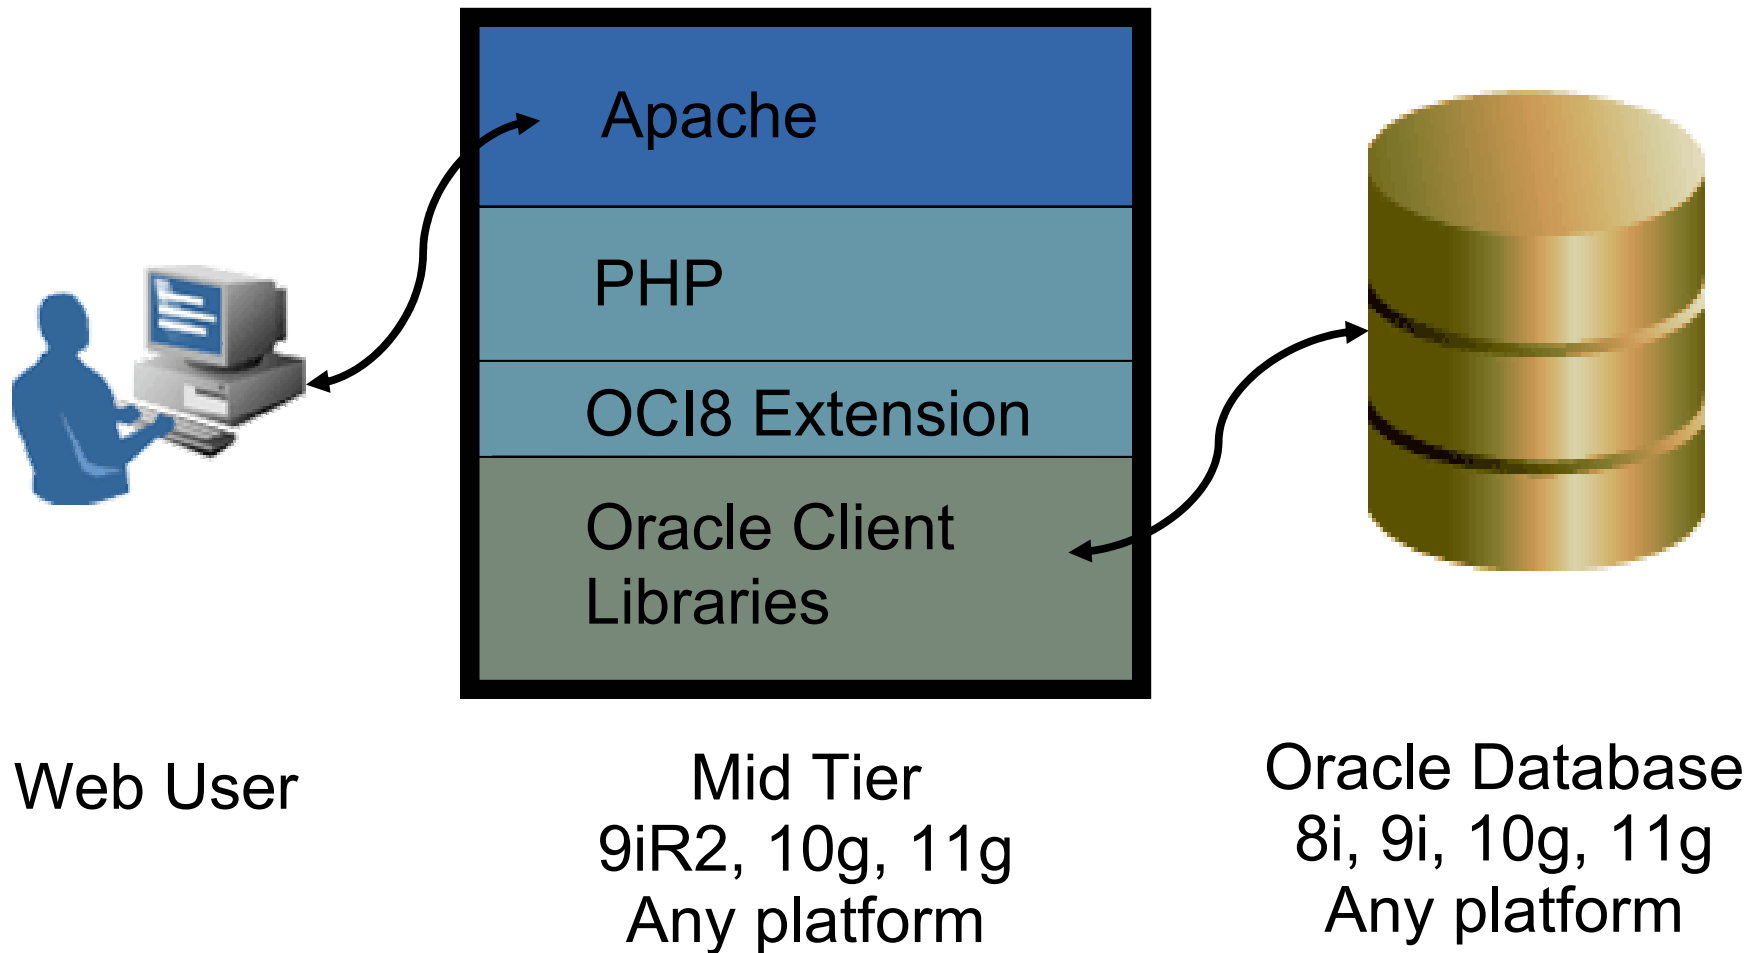 Apache
PHP
OCI8 Extension
Oracle Client
Libraries
Web User
Mid Tier
9iR2, 10g, 11g
Any platform
Oracle Database
8i, 9i, 10g, 11g
Any platform